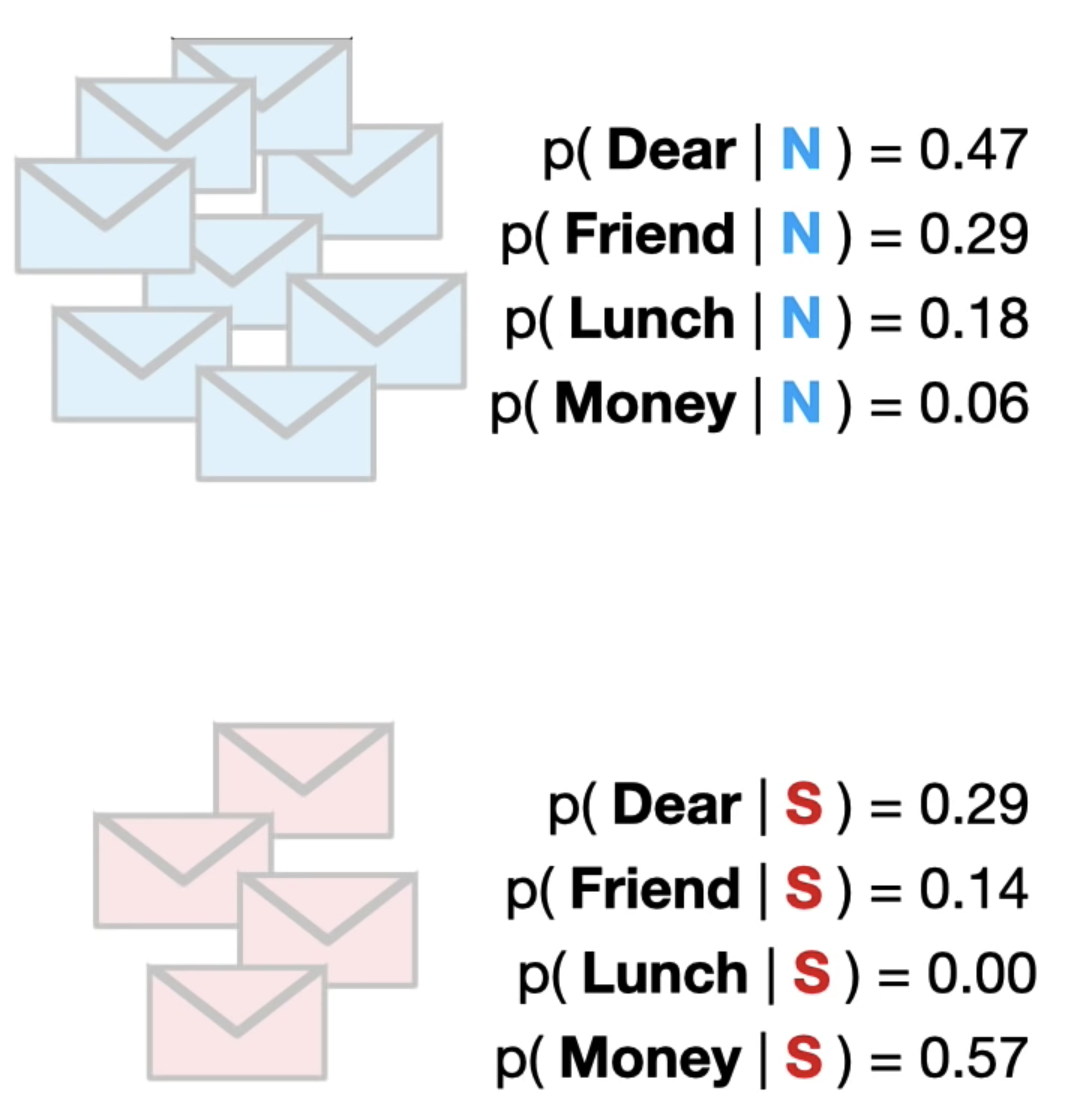 p( Dear | N ) = 0.47
p( Friend | N ) = 0.29
p( Lunch | N ) = 0.18
p( Money | N ) = 0.06
p( Dear | S ) = 0.29
p( Friend | S ) = 0.14
p( Lunch | S ) = 0.00
p( Money | S ) = 0.57